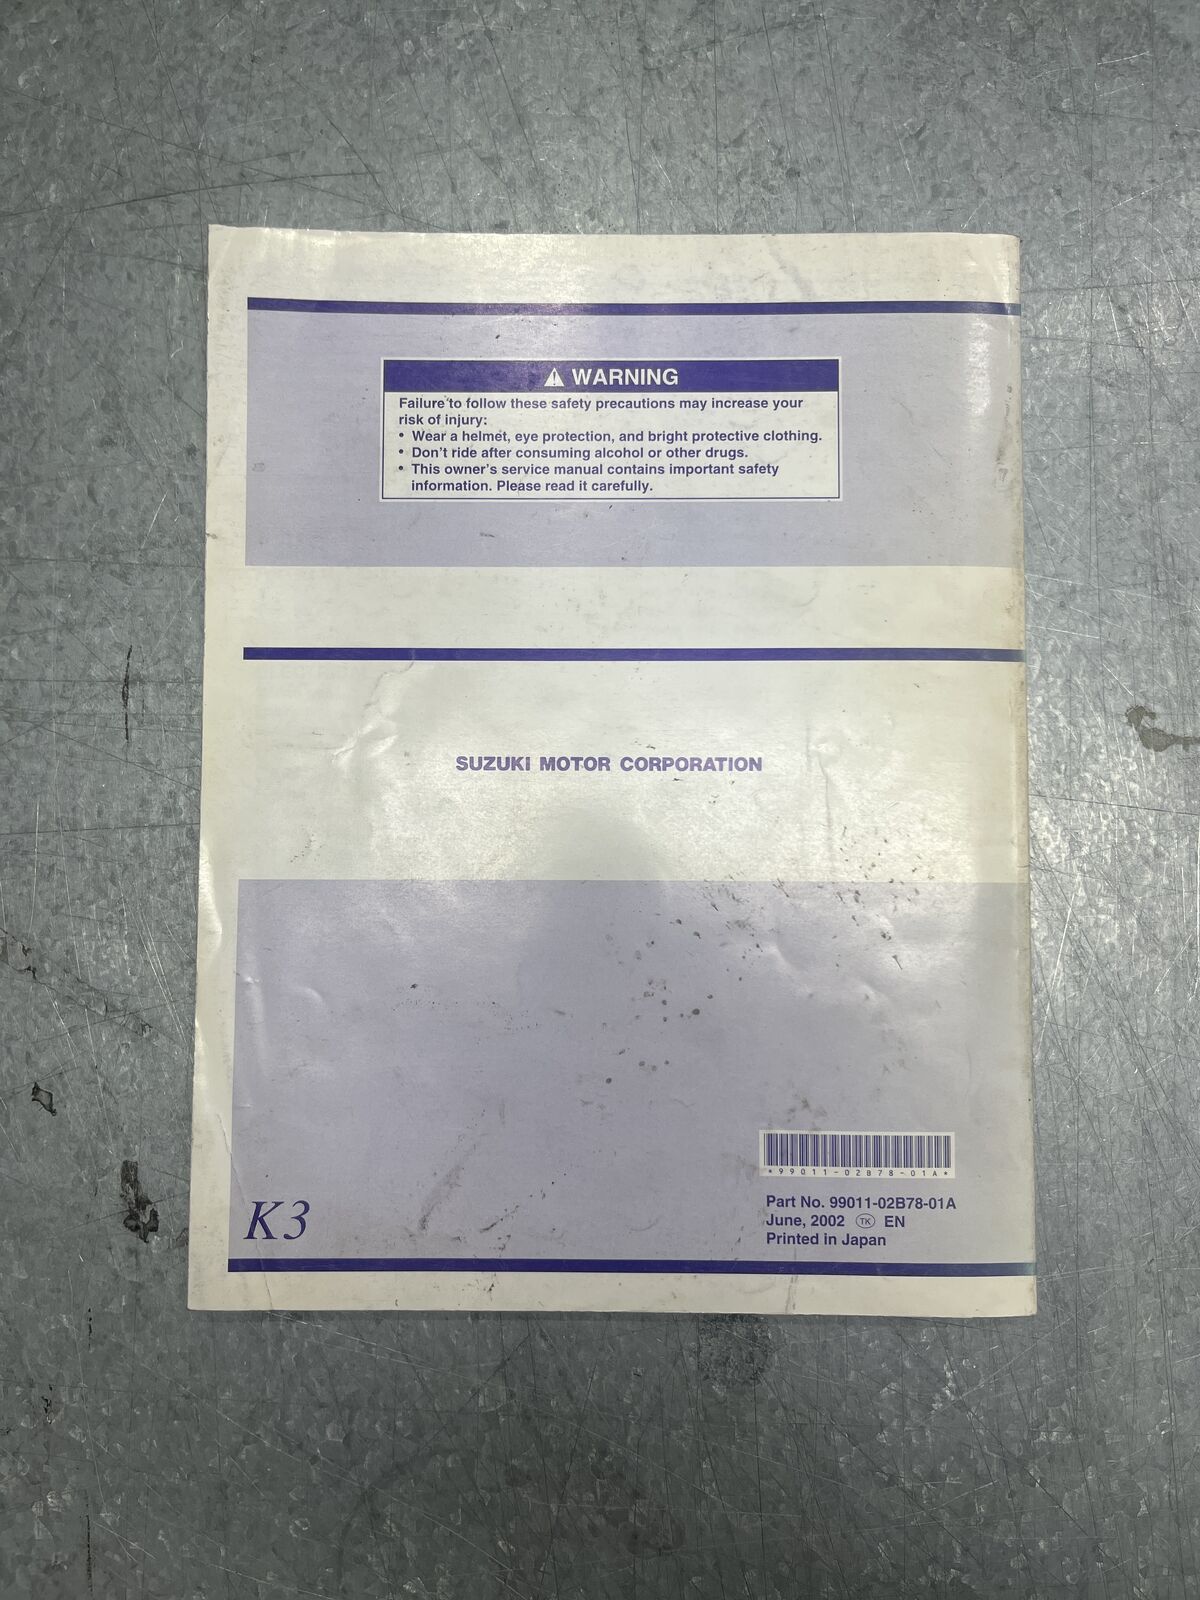 WARNING
Failure to follow these safety precautions may increase your
risk of injury:
• Wear a helmet, eye protection, and bright protective clothing.
• Don't ride after consuming alcohol or other drugs.
• This owner's service manual contains important safety
information. Please read it carefully.
SUZUKI MOTOR CORPORATION
*99011-02B78-01A*
Part No. 99011-02B78-01A
June, 2002 TK EN
Printed in Japan
K3